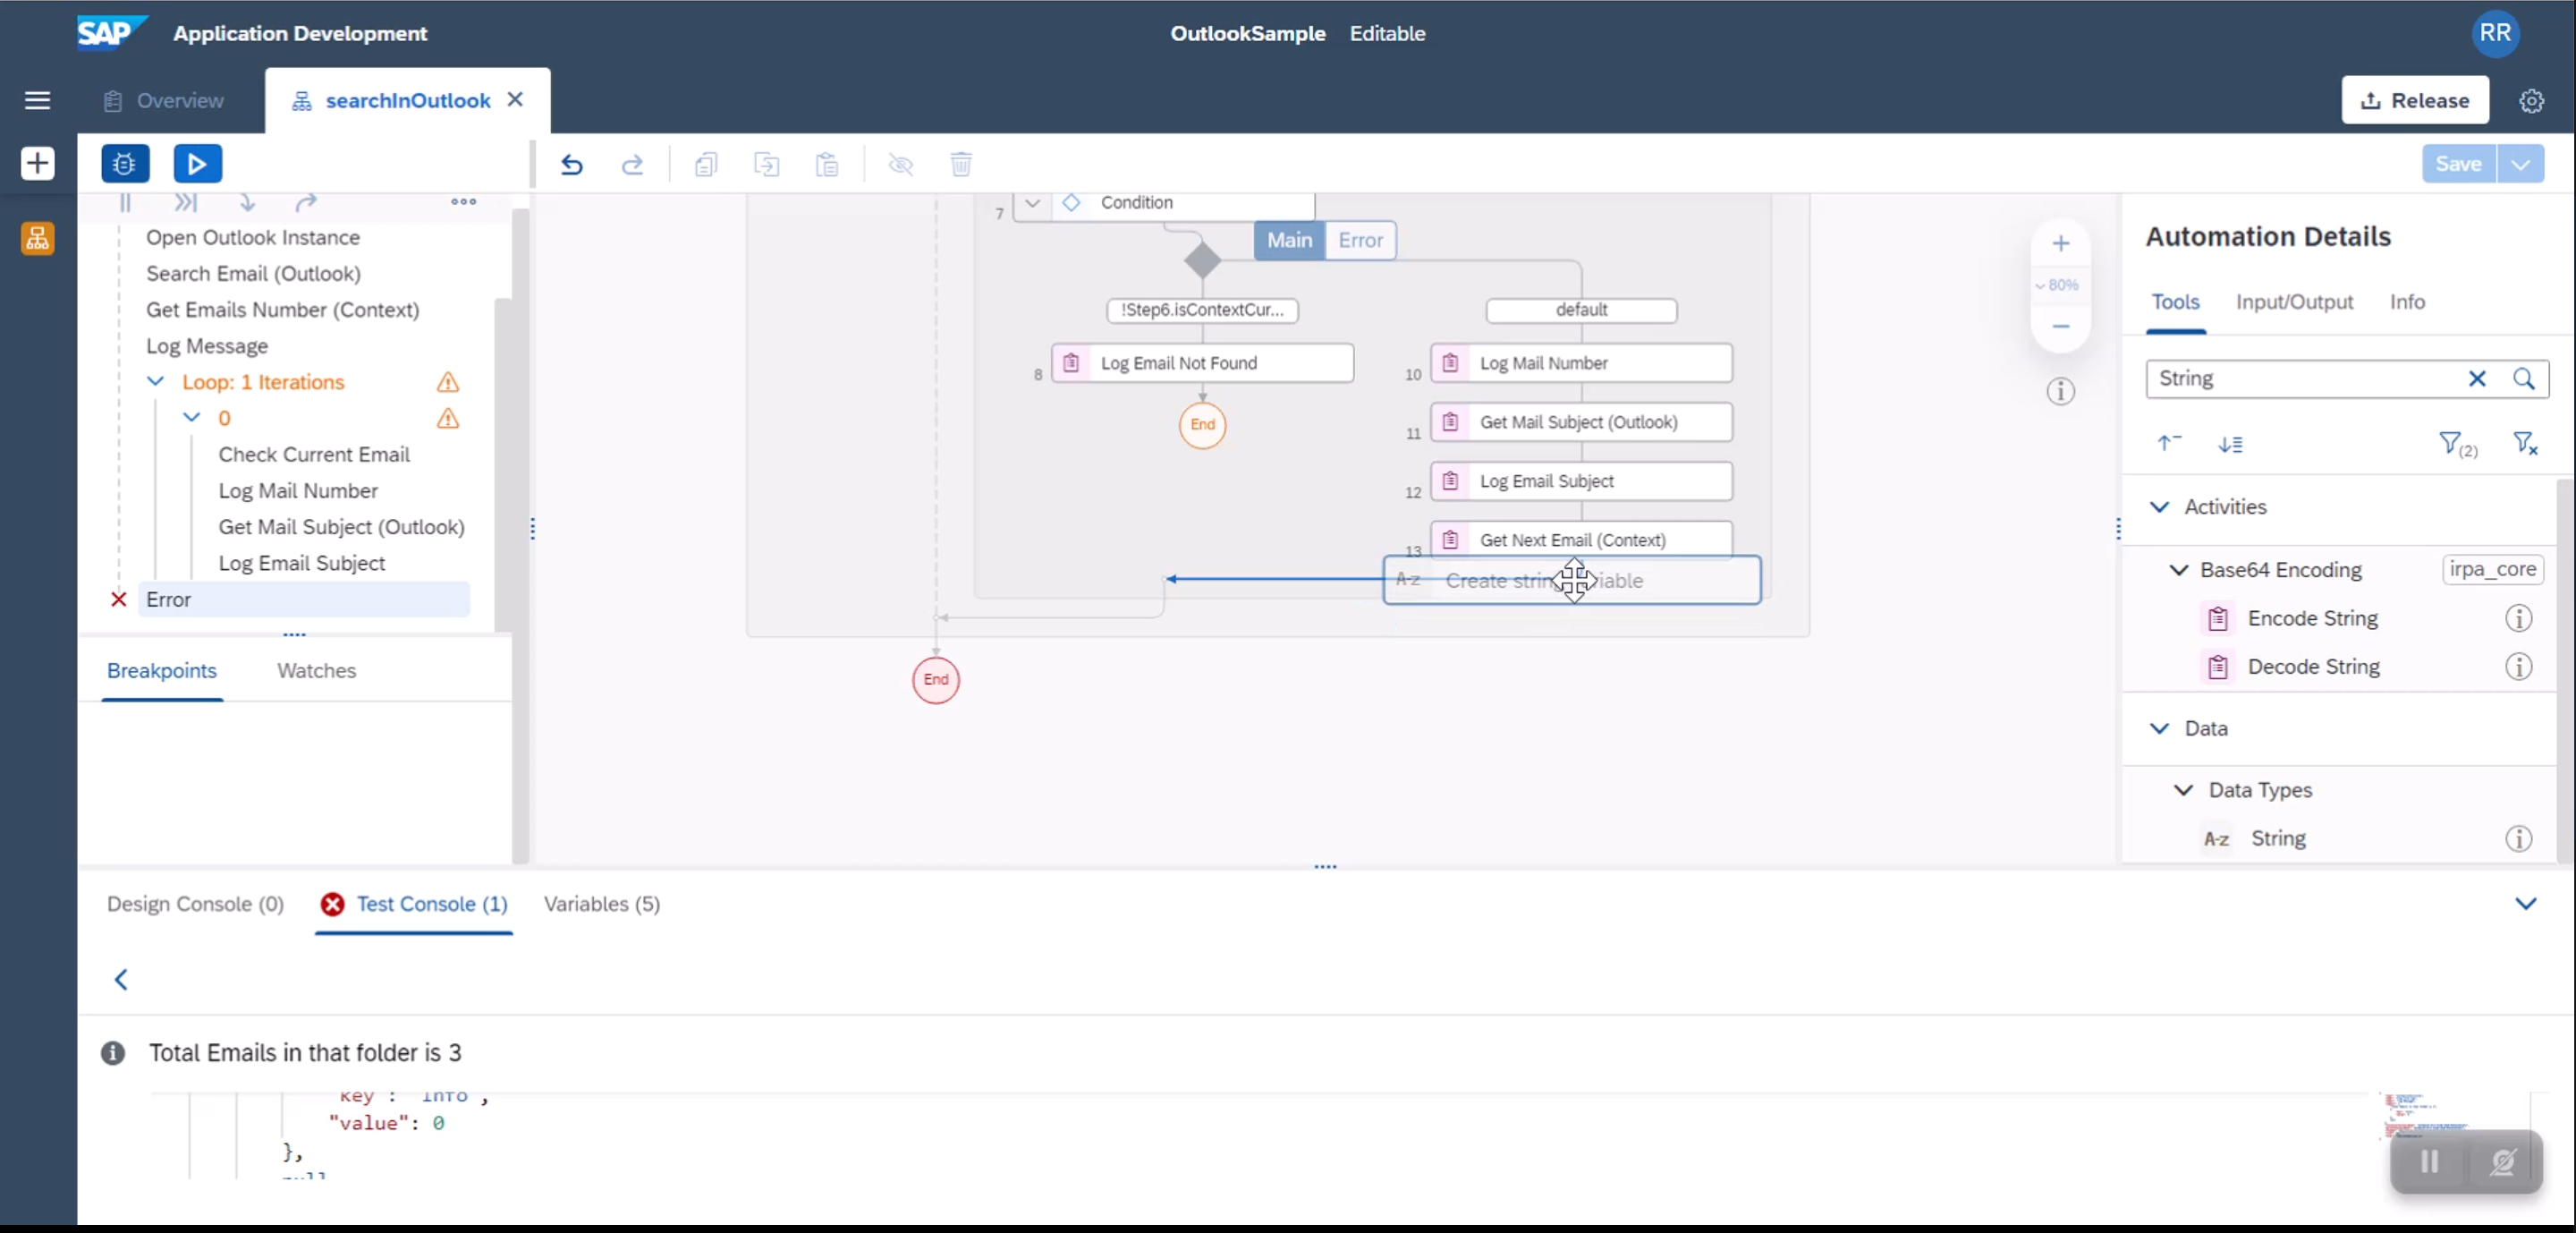 SAP Application Development
OutlookSample Editable
RR
Overview
searchInOutlook
Release
Save
Open Outlook Instance
Search Email (Outlook)
Get Emails Number (Context)
Log Message
Loop: 1 Iterations
0
Check Current Email
Log Mail Number
Get Mail Subject (Outlook)
Log Email Subject
Error
Breakpoints
Watches
7 Condition
Main Error
!Step6.isContextCur...
default
8 Log Email Not Found
End
10 Log Mail Number
11 Get Mail Subject (Outlook)
12 Log Email Subject
13 Get Next Email (Context)
A-z Create strin
End
80%
Automation Details
Tools Input/Output Info
String
(2)
Activities
Base64 Encoding irpa_core
Encode String
Decode String
Data
Data Types
A-z String
Design Console (0) Test Console (1) Variables (5)
Total Emails in that folder is 3
key : Info ,
"value": 0
},